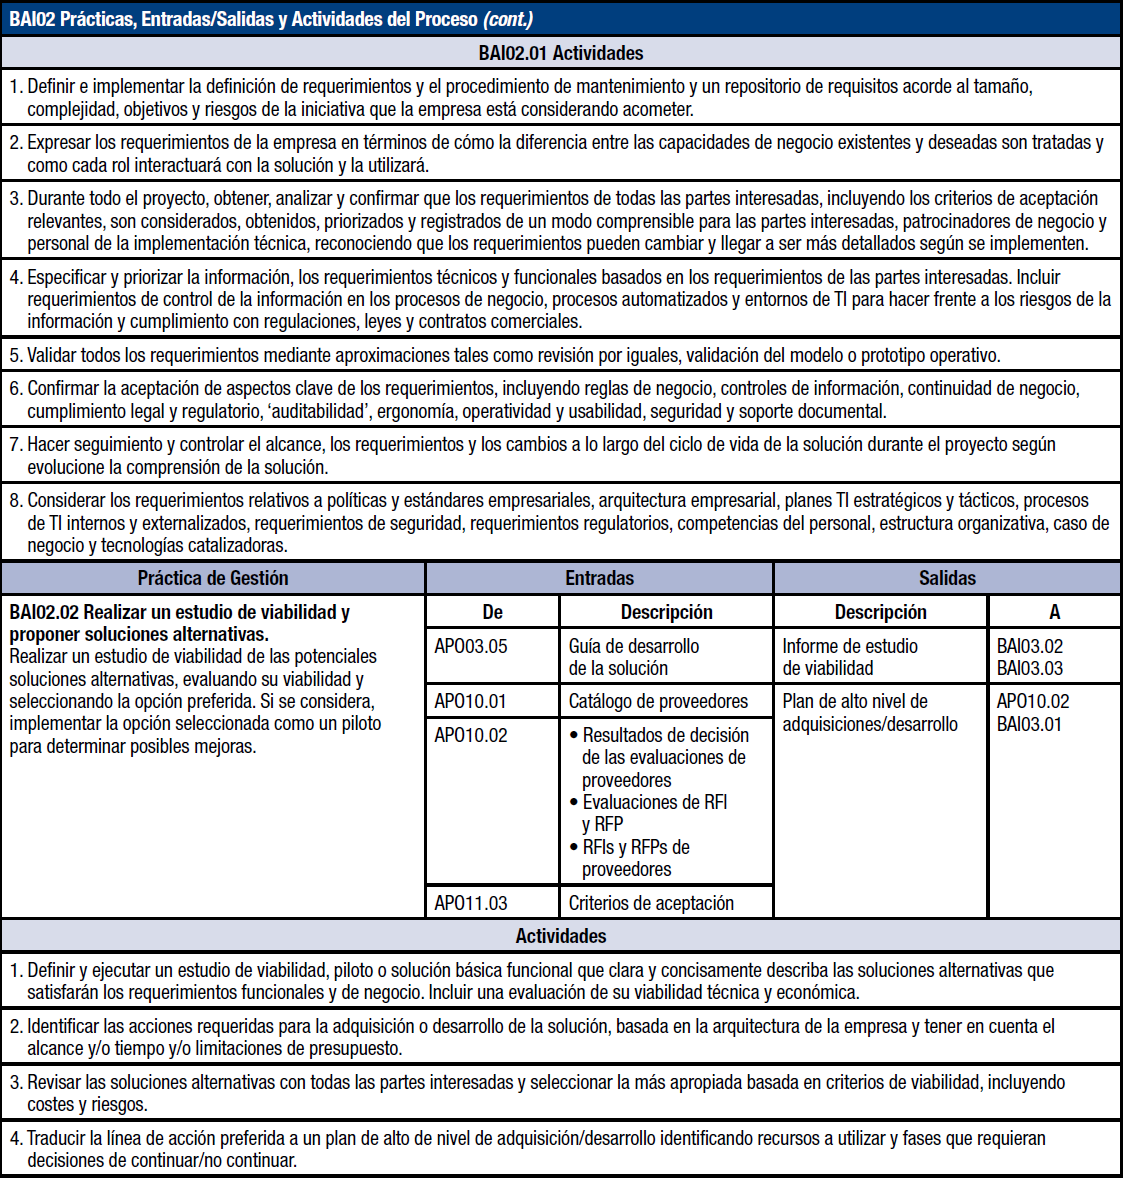 BAI02 Prácticas, Entradas/Salidas y Actividades del Proceso (cont.)
BAI02.01 Actividades
1. Definir e implementar la definición de requerimientos y el procedimiento de mantenimiento y un repositorio de requisitos acorde al tamaño,
complejidad, objetivos y riesgos de la iniciativa que la empresa está considerando acometer.
2. Expresar los requerimientos de la empresa en términos de cómo la diferencia entre las capacidades de negocio existentes y deseadas son tratadas y
como cada rol interactuará con la solución y la utilizará.
3. Durante todo el proyecto, obtener, analizar y confirmar que los requerimientos de todas las partes interesadas, incluyendo los criterios de aceptación
relevantes, son considerados, obtenidos, priorizados y registrados de un modo comprensible para las partes interesadas, patrocinadores de negocio y
personal de la implementación técnica, reconociendo que los requerimientos pueden cambiar y llegar a ser más detallados según se implementen.
4. Especificar y priorizar la información, los requerimientos técnicos y funcionales basados en los requerimientos de las partes interesadas. Incluir
requerimientos de control de la información en los procesos de negocio, procesos automatizados y entornos de TI para hacer frente a los riesgos de la
información y cumplimiento con regulaciones, leyes y contratos comerciales.
5. Validar todos los requerimientos mediante aproximaciones tales como revisión por iguales, validación del modelo o prototipo operativo.
6. Confirmar la aceptación de aspectos clave de los requerimientos, incluyendo reglas de negocio, controles de información, continuidad de negocio,
cumplimiento legal y regulatorio, ‘auditabilidad’, ergonomía, operatividad y usabilidad, seguridad y soporte documental.
7. Hacer seguimiento y controlar el alcance, los requerimientos y los cambios a lo largo del ciclo de vida de la solución durante el proyecto según
evolucione la comprensión de la solución.
8. Considerar los requerimientos relativos a políticas y estándares empresariales, arquitectura empresarial, planes TI estratégicos y tácticos, procesos
de TI internos y externalizados, requerimientos de seguridad, requerimientos regulatorios, competencias del personal, estructura organizativa, caso de
negocio y tecnologías catalizadoras.
Práctica de Gestión
Entradas
Salidas
BAI02.02 Realizar un estudio de viabilidad y
proponer soluciones alternativas.
Realizar un estudio de viabilidad de las potenciales
soluciones alternativas, evaluando su viabilidad y
seleccionando la opción preferida. Si se considera,
implementar la opción seleccionada como un piloto
para determinar posibles mejoras.
De
Descripción
Descripción
A
APO03.05
Guía de desarrollo
de la solución
Informe de estudio
de viabilidad
BAI03.02
BAI03.03
APO10.01
Catálogo de proveedores
Plan de alto nivel de
adquisiciones/desarrollo
APO10.02
BAI03.01
APO10.02
• Resultados de decisión
de las evaluaciones de
proveedores
• Evaluaciones de RFI
y RFP
• RFIs y RFPs de
proveedores
APO11.03
Criterios de aceptación
Actividades
1. Definir y ejecutar un estudio de viabilidad, piloto o solución básica funcional que clara y concisamente describa las soluciones alternativas que
satisfarán los requerimientos funcionales y de negocio. Incluir una evaluación de su viabilidad técnica y económica.
2. Identificar las acciones requeridas para la adquisición o desarrollo de la solución, basada en la arquitectura de la empresa y tener en cuenta el
alcance y/o tiempo y/o limitaciones de presupuesto.
3. Revisar las soluciones alternativas con todas las partes interesadas y seleccionar la más apropiada basada en criterios de viabilidad, incluyendo
costes y riesgos.
4. Traducir la línea de acción preferida a un plan de alto de nivel de adquisición/desarrollo identificando recursos a utilizar y fases que requieran
decisiones de continuar/no continuar.